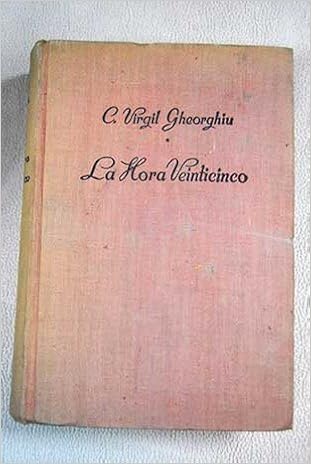 C. Virgil Gheorghiu
La Hora Veinticinco